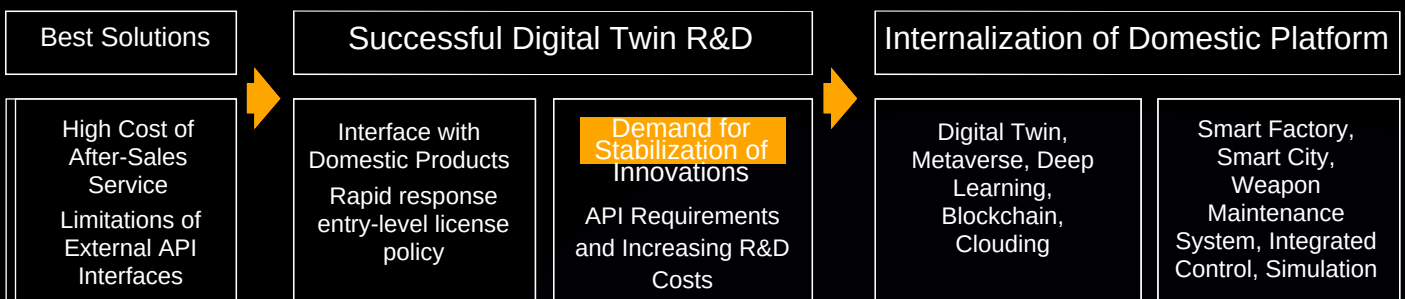 Best Solutions
Successful Digital Twin R&D
Internalization of Domestic Platform
High Cost of
After-Sales
Service
Limitations of
External API
Interfaces
Interface with
Domestic Products
Rapid response
entry-level license
policy
Demand for
Stabilization of
Innovations
API Requirements
and Increasing R&D
Costs
Digital Twin,
Metaverse, Deep
Learning,
Blockchain,
Clouding
Smart Factory,
Smart City,
Weapon
Maintenance
System, Integrated
Control, Simulation